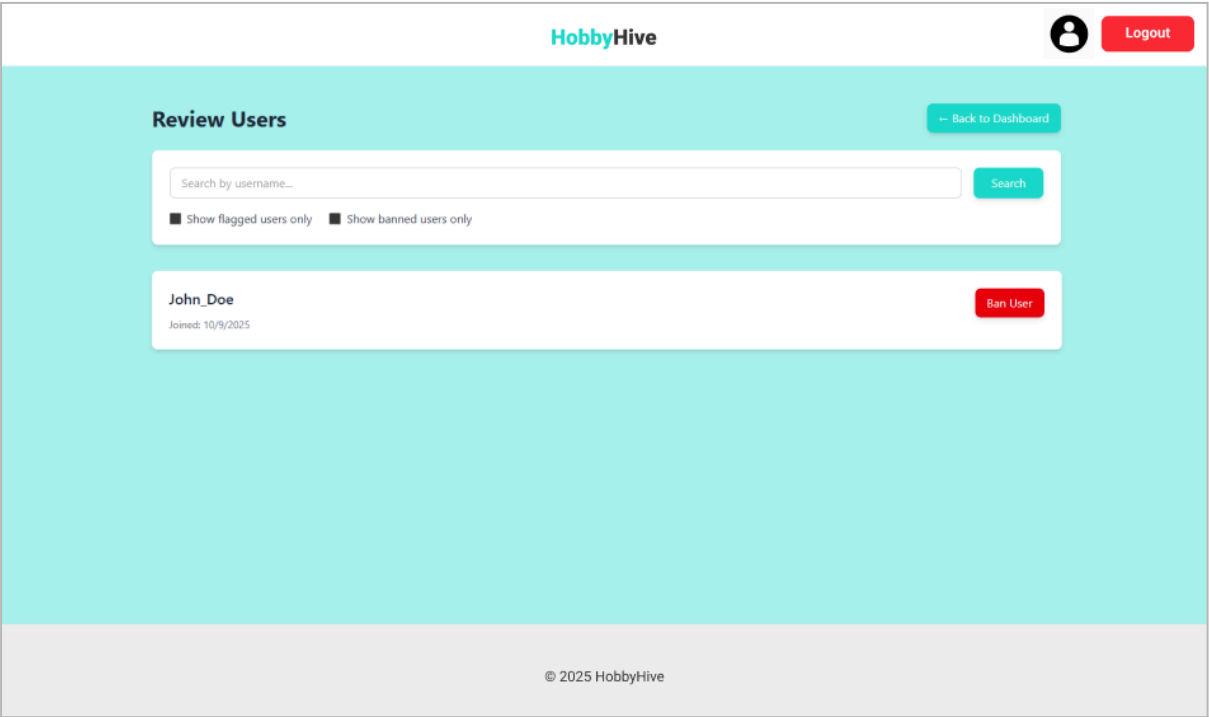 HobbyHive
Logout
Review Users
← Back to Dashboard
Search by username...
Search
Show flagged users only
Show banned users only
John_Doe
Ban User
Joined: 10/9/2025
© 2025 HobbyHive